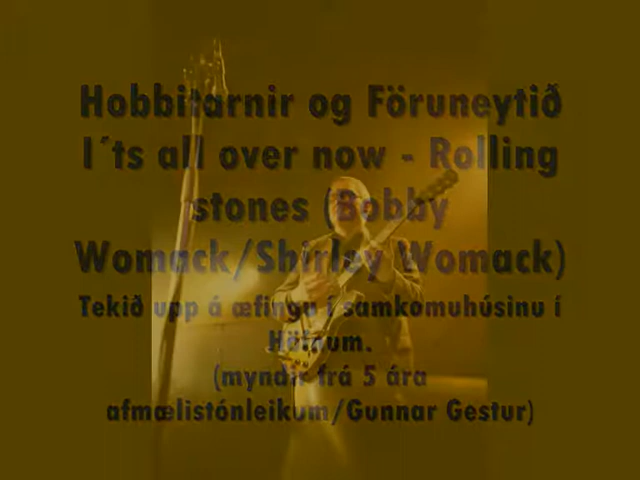 Hobbitarnir og Föruneytið
I´ts all over now - Rolling
stones (Bobby
Womack/Shirley Womack)
Tekið upp á æfingu í samkomuhúsinu í
Höfnum.
(myndir frá 5 ára
afmælistónleikum/Gunnar Gestur)